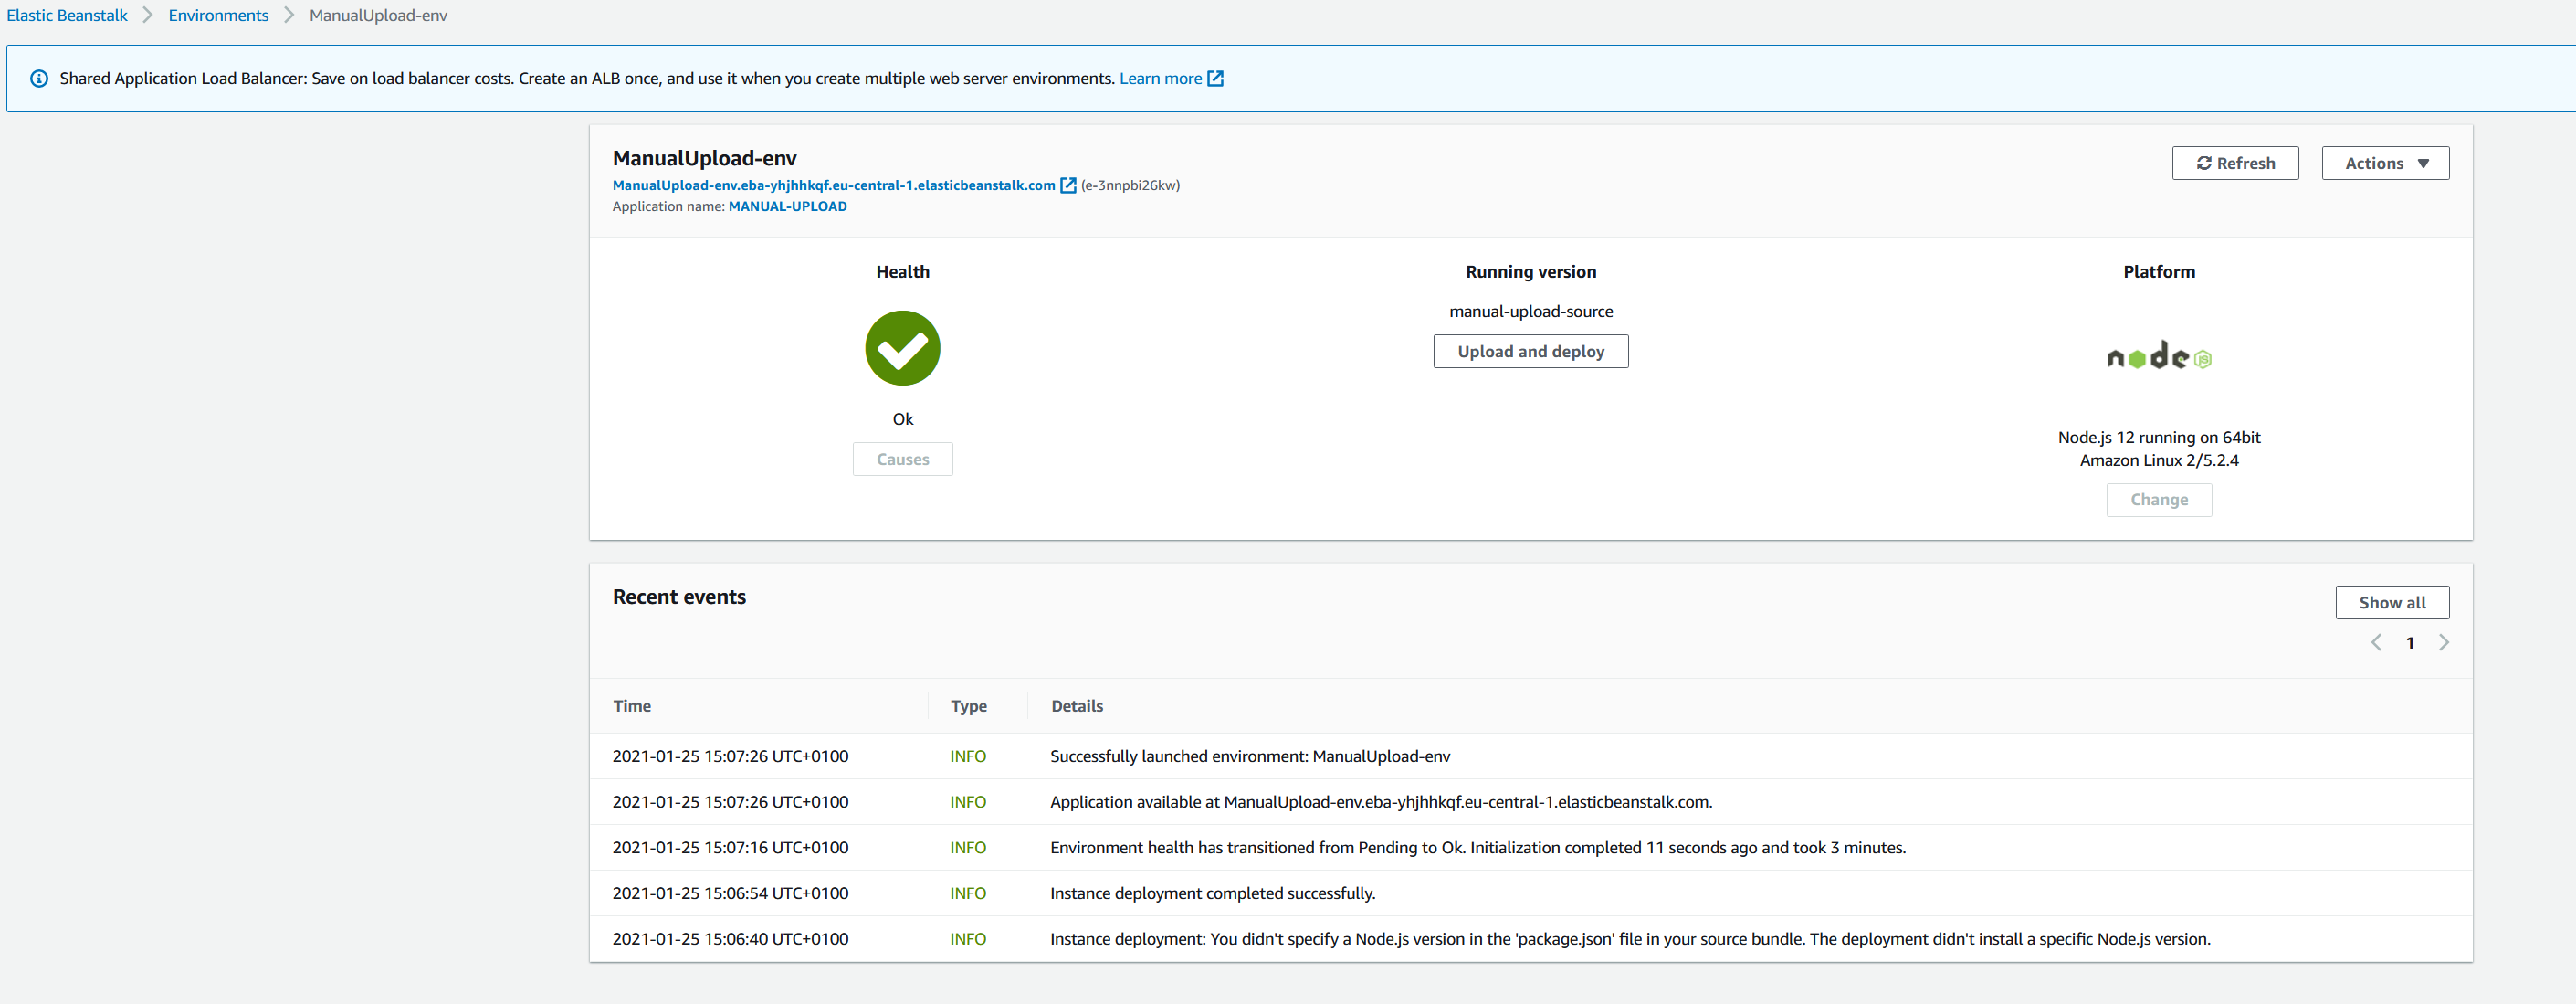 Elastic Beanstalk > Environments > ManualUpload-env
Shared Application Load Balancer: Save on load balancer costs. Create an ALB once, and use it when you create multiple web server environments. Learn more
ManualUpload-env
Refresh
Actions
ManualUpload-env.eba-yhjhhkqf.eu-central-1.elasticbeanstalk.com (e-3nnpbi26kw)
Application name: MANUAL-UPLOAD
Health
Ok
Causes
Running version
manual-upload-source
Upload and deploy
Platform
node JS
Node.js 12 running on 64bit
Amazon Linux 2/5.2.4
Change
Recent events
Show all
1
Time Type Details
2021-01-25 15:07:26 UTC+0100 INFO Successfully launched environment: ManualUpload-env
2021-01-25 15:07:26 UTC+0100 INFO Application available at ManualUpload-env.eba-yhjhhkqf.eu-central-1.elasticbeanstalk.com.
2021-01-25 15:07:16 UTC+0100 INFO Environment health has transitioned from Pending to Ok. Initialization completed 11 seconds ago and took 3 minutes.
2021-01-25 15:06:54 UTC+0100 INFO Instance deployment completed successfully.
2021-01-25 15:06:40 UTC+0100 INFO Instance deployment: You didn't specify a Node.js version in the 'package.json' file in your source bundle. The deployment didn't install a specific Node.js version.